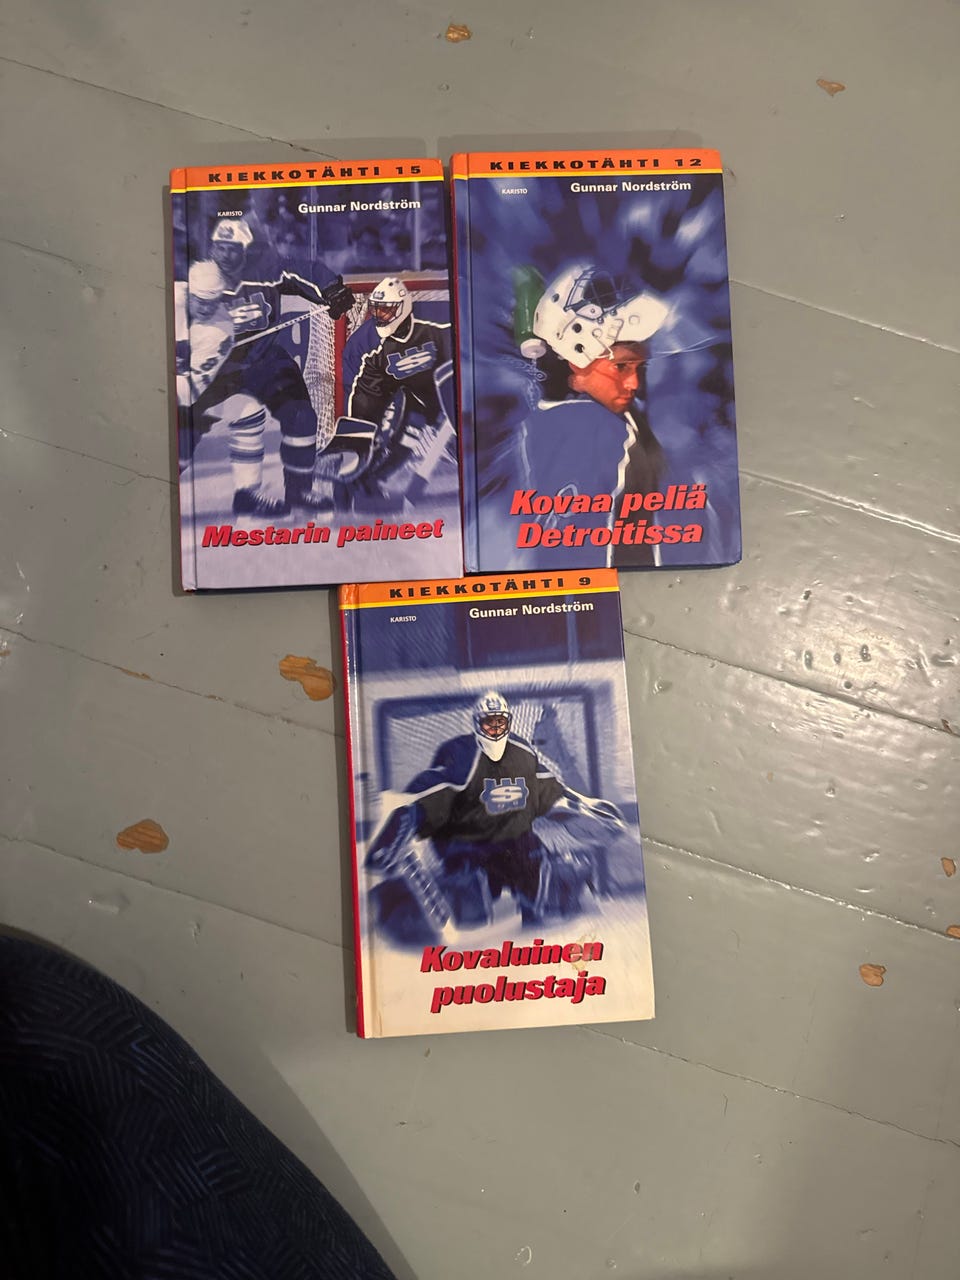 KIEKKOTÄHTI 15
KARISTO
Gunnar Nordström
S
S
Mestarin paineet
KIEKKOTÄHTI 12
KARISTO
Gunnar Nordström
Kovaa peliä
Detroitissa
KIEKKOTÄHTI 9
KARISTO
Gunnar Nordström
S
Kovaluinen
puolustaja